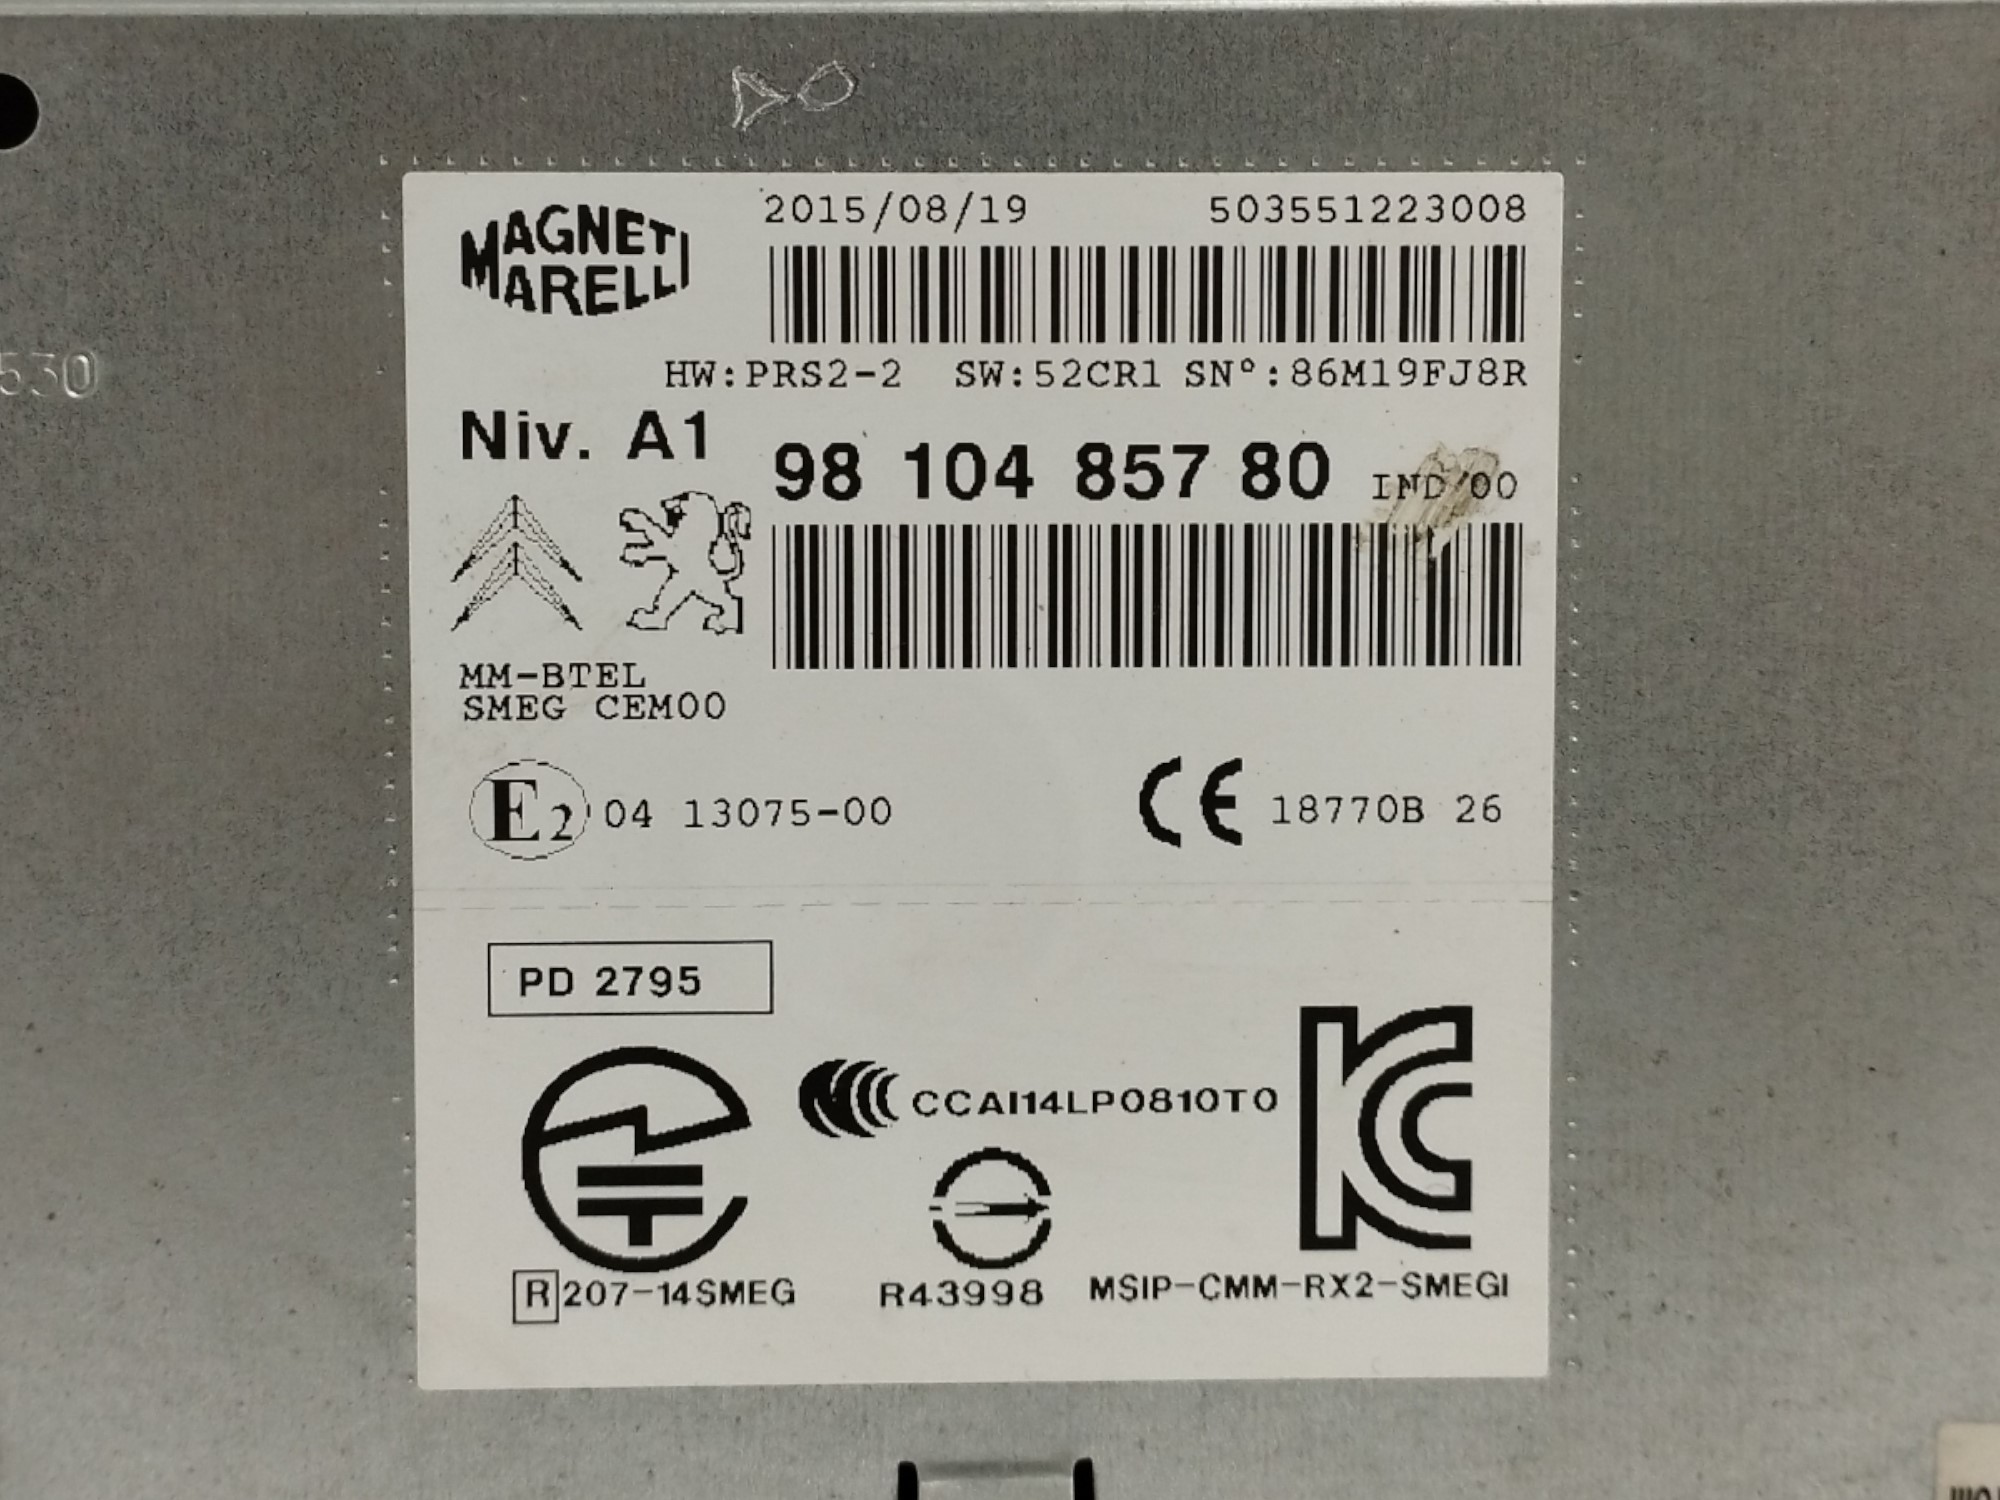 MAGNETI
MARELLI
2015/08/19 503551223008
HW:PRS2-2 SW:52CR1 SN°:86M19FJ8R
530
Niv. A1
98 104 857 80 IND/00
MM-BTEL
SMEG CEM00
E2 04 13075-00
CE 18770B 26
PD 2795
CCAI14LP0810T0
KC
R 207-14SMEG
R43998
MSIP-CMM-RX2-SMEGI